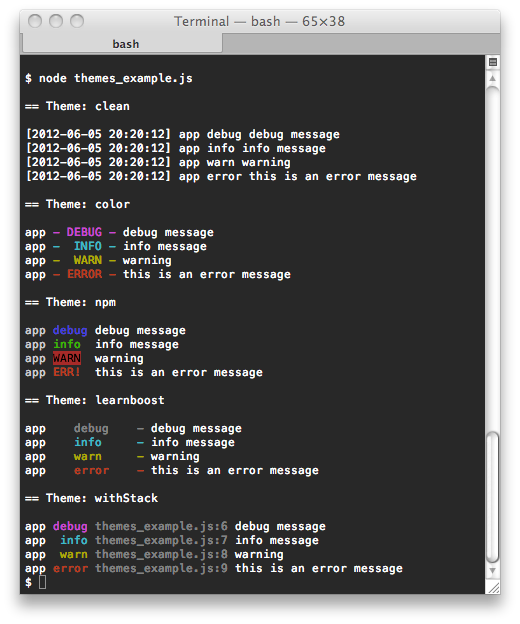 Terminal — bash — 65×38
bash
$ node themes_example.js
== Theme: clean
[2012-06-05 20:20:12] app debug debug message
[2012-06-05 20:20:12] app info info message
[2012-06-05 20:20:12] app warn warning
[2012-06-05 20:20:12] app error this is an error message
== Theme: color
app – DEBUG – debug message
app –  INFO – info message
app –  WARN – warning
app – ERROR – this is an error message
== Theme: npm
app debug debug message
app info  info message
app WARN  warning
app ERR!  this is an error message
== Theme: learnboost
app    debug    – debug message
app    info     – info message
app    warn     – warning
app    error    – this is an error message
== Theme: withStack
app debug themes_example.js:6 debug message
app  info themes_example.js:7 info message
app  warn themes_example.js:8 warning
app error themes_example.js:9 this is an error message
$